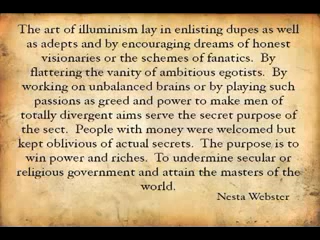 The art of illuminism lay in enlisting dupes as well
as adepts and by encouraging dreams of honest
visionaries or the schemes of fanatics.  By
flattering the vanity of ambitious egotists.  By
working on unbalanced brains or by playing such
passions as greed and power to make men of
totally divergent aims serve the secret purpose of
the sect.  People with money were welcomed but
kept oblivious of actual secrets.  The purpose is to
win power and riches.  To undermine secular or
religious government and attain the masters of the
world.
Nesta Webster